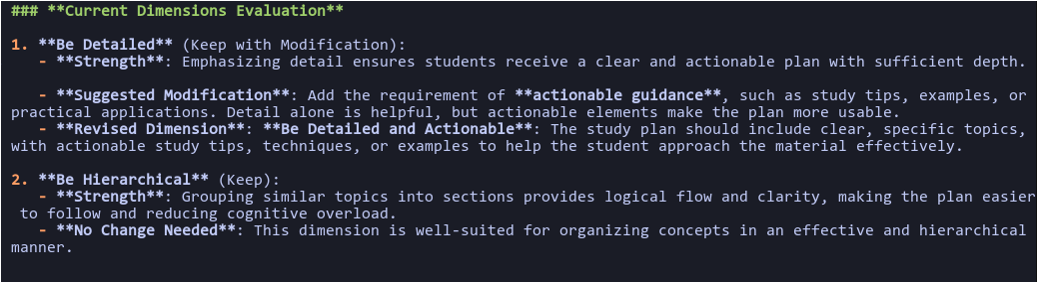 ### **Current Dimensions Evaluation**
1. **Be Detailed** (Keep with Modification):
- **Strength**: Emphasizing detail ensures students receive a clear and actionable plan with sufficient depth.
- **Suggested Modification**: Add the requirement of **actionable guidance**, such as study tips, examples, or
practical applications. Detail alone is helpful, but actionable elements make the plan more usable.
- **Revised Dimension**: **Be Detailed and Actionable**: The study plan should include clear, specific topics,
with actionable study tips, techniques, or examples to help the student approach the material effectively.
2. **Be Hierarchical** (Keep):
- **Strength**: Grouping similar topics into sections provides logical flow and clarity, making the plan easier
to follow and reducing cognitive overload.
- **No Change Needed**: This dimension is well-suited for organizing concepts in an effective and hierarchical
manner.